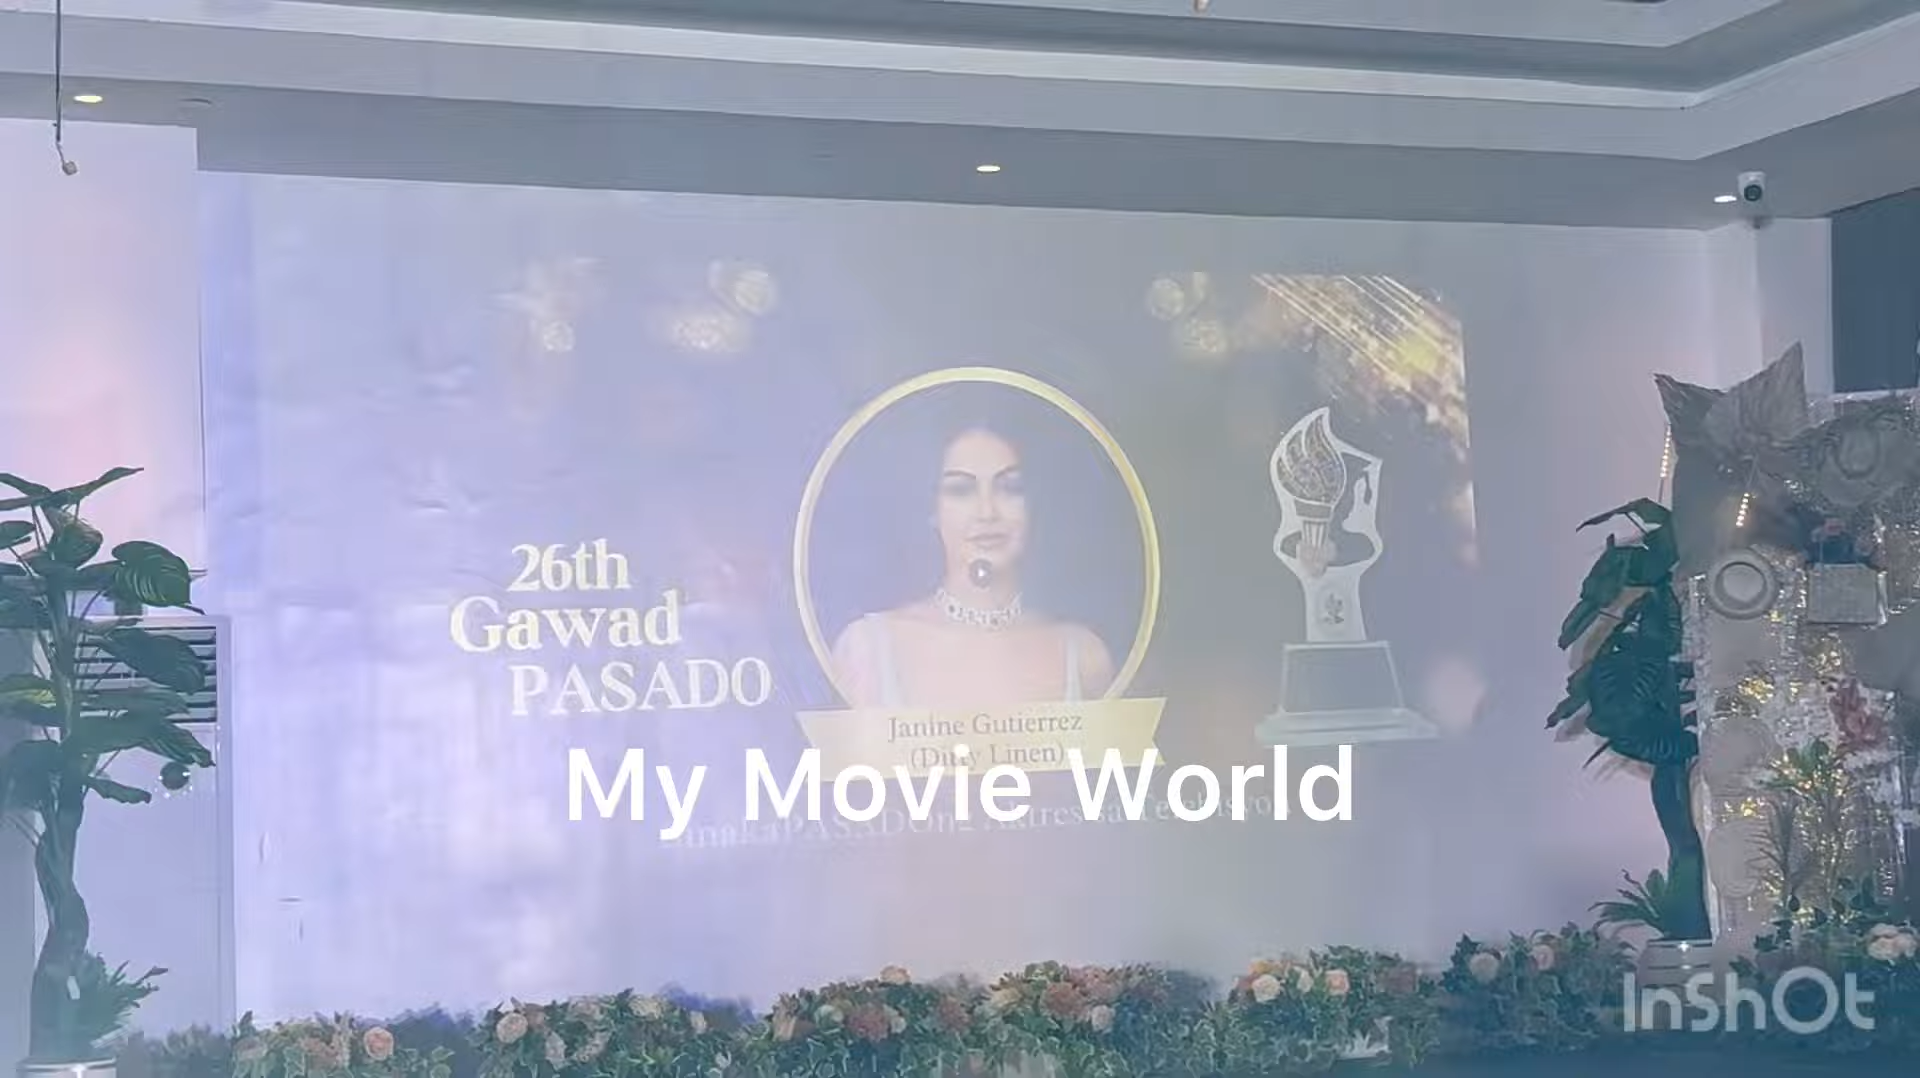 26th
Gawad
PASADO
Janine Gutierrez
(Dirty Linen)
My Movie World
InShOt